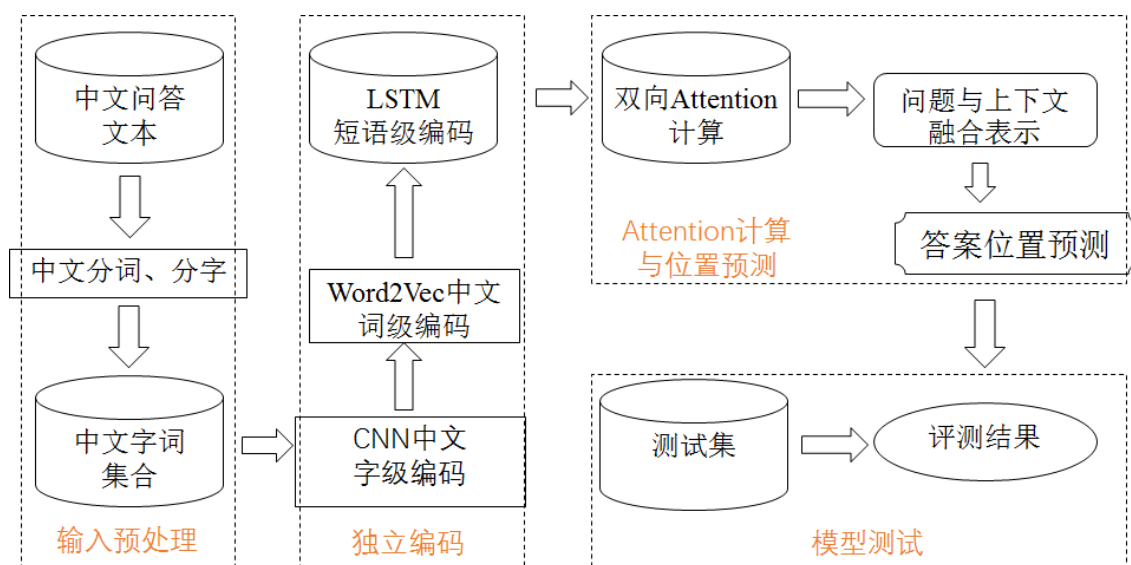 中文问答
文本
中文分词、分字
中文字词
集合
输入预处理
LSTM
短语级编码
Word2Vec中文
词级编码
CNN中文
字级编码
独立编码
双向Attention
计算
问题与上下文
融合表示
答案位置预测
Attention计算
与位置预测
测试集
评测结果
模型测试